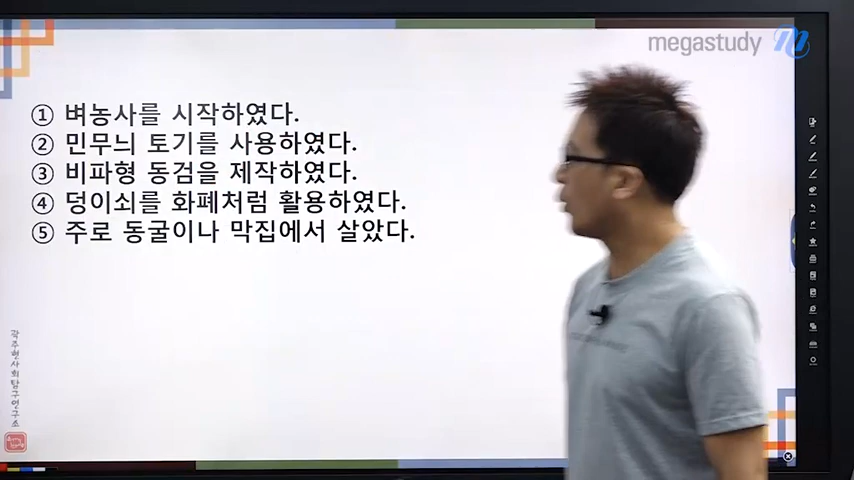 megastudy
① 벼농사를 시작하였다.
② 민무늬 토기를 사용하였다.
③ 비파형 동검을 제작하였다.
④ 덩이쇠를 화폐처럼 활용하였다.
⑤ 주로 동굴이나 막집에서 살았다.